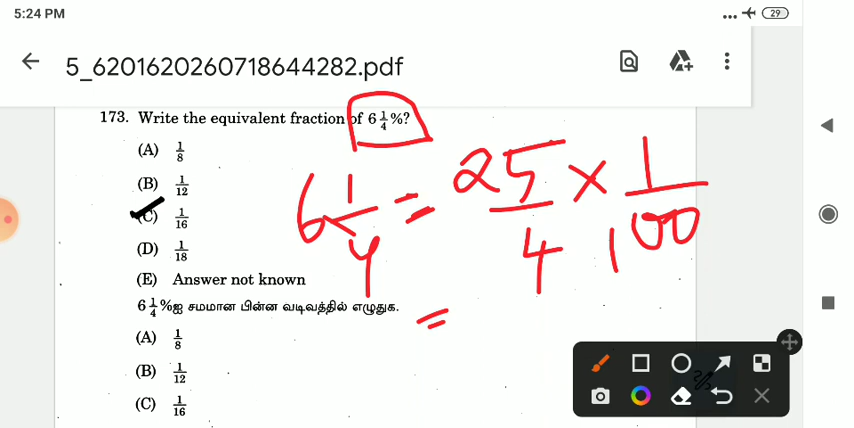 5:24 PM
29
5_6201620260718644282.pdf
173. Write the equivalent fraction of 6 1/4 %?
(A) 1/8
(B) 1/12
(C) 1/16
(D) 1/18
(E) Answer not known
6 1/4 %ஐ சமமான பின்ன வடிவத்தில் எழுதுக.
(A) 1/8
(B) 1/12
(C) 1/16
6 1/4 = 25/4 × 1/100
=